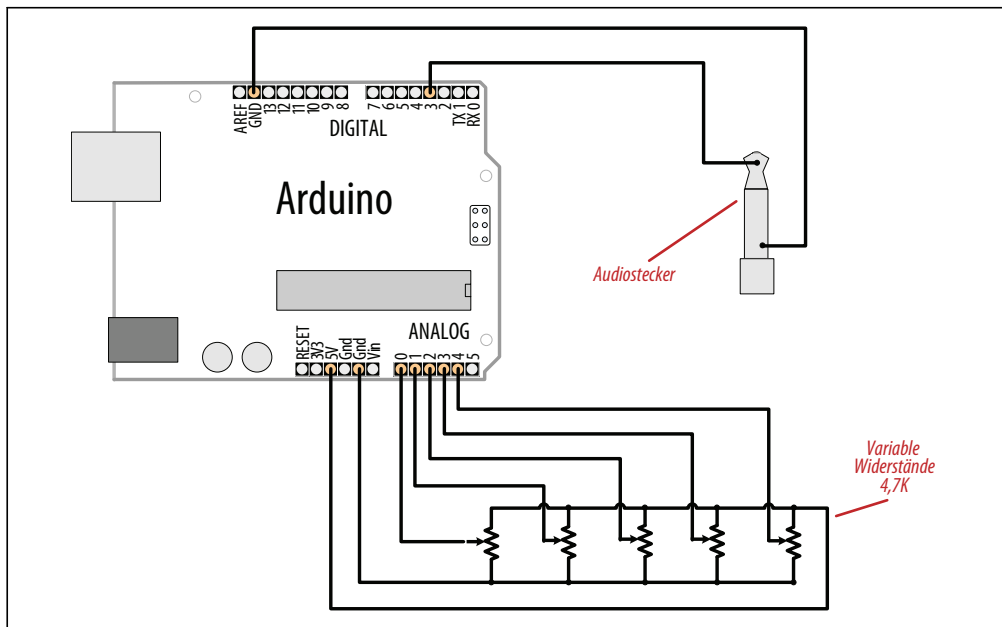 AREF
GND
13
12
11
10
9
8
7
6
5
4
3
2
TX 1
RX 0
DIGITAL
Arduino
Audiostecker
ANALOG
RESET
3V3
5V
Gnd
Gnd
Vin
0
1
2
3
4
5
Variable
Widerstände
4,7K